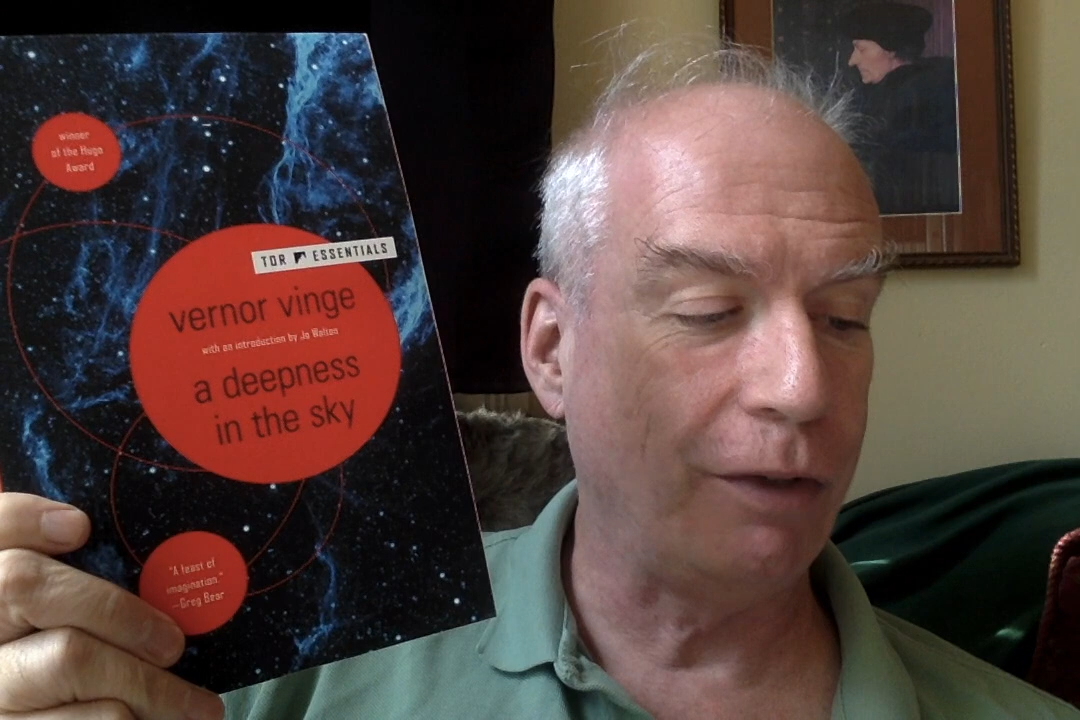 winner
of the Hugo
Award
TOR ESSENTIALS
vernor vinge
with an introduction by Jo Walton
a deepness
in the sky
"A feast of
imagination."
—Greg Bear